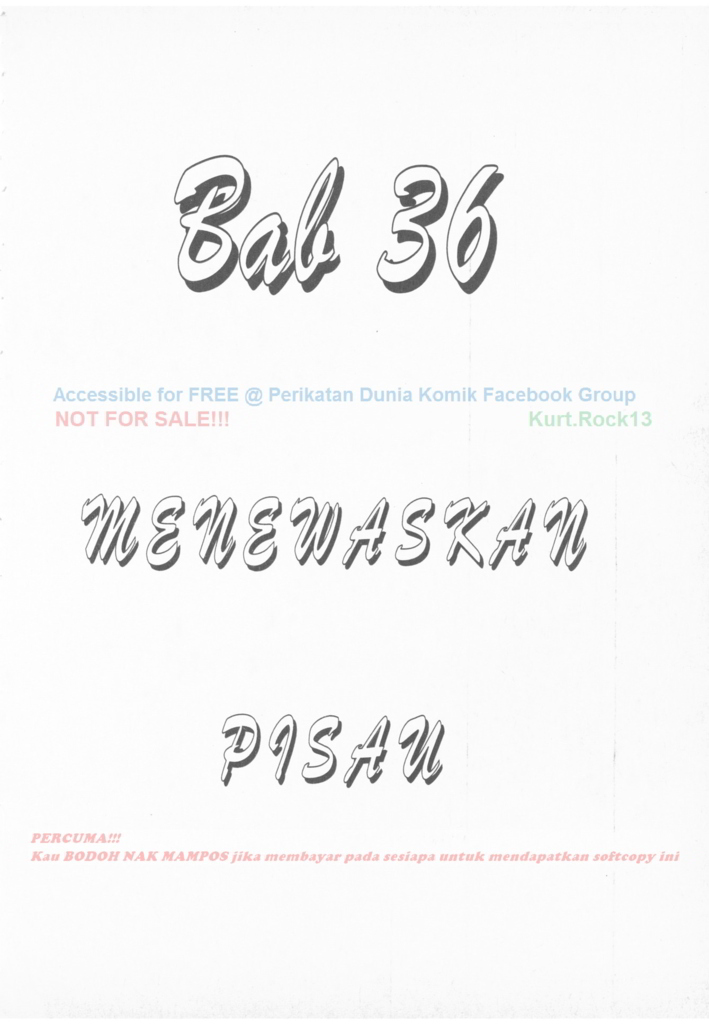 Bab 36
Accessible for FREE @ Perikatan Dunia Komik Facebook Group
NOT FOR SALE!!! Kurt.Rock13
MENEWASKAN
PISAU
PERCUMA!!!
Kau BODOH NAK MAMPOS jika membayar pada sesiapa untuk mendapatkan softcopy ini